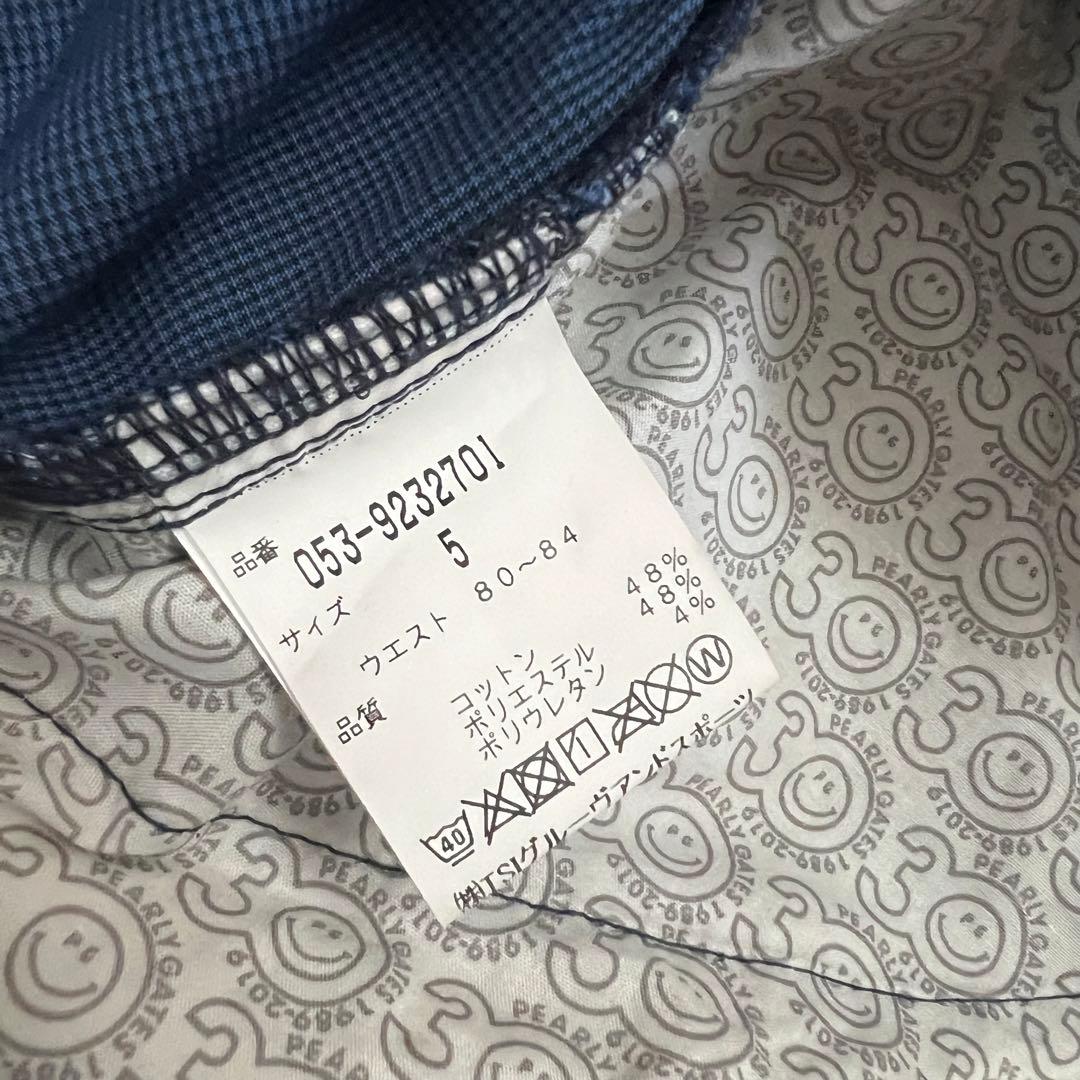 品番 053-9232701
サイズ 5
ウエスト 80～84
品質 コットン 48%
ポリエステル 48%
ポリウレタン 4%
40 1 W
㈱TSIグルーヴアンドスポーツ
PEARLY GATES 1989-2019